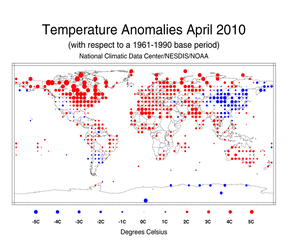 Temperature Anomalies April 2010
(with respect to a 1961-1990 base period)
National Climatic Data Center/NESDIS/NOAA
-5C -4C -3C -2C -1C 0C 1C 2C 3C 4C 5C
Degrees Celsius